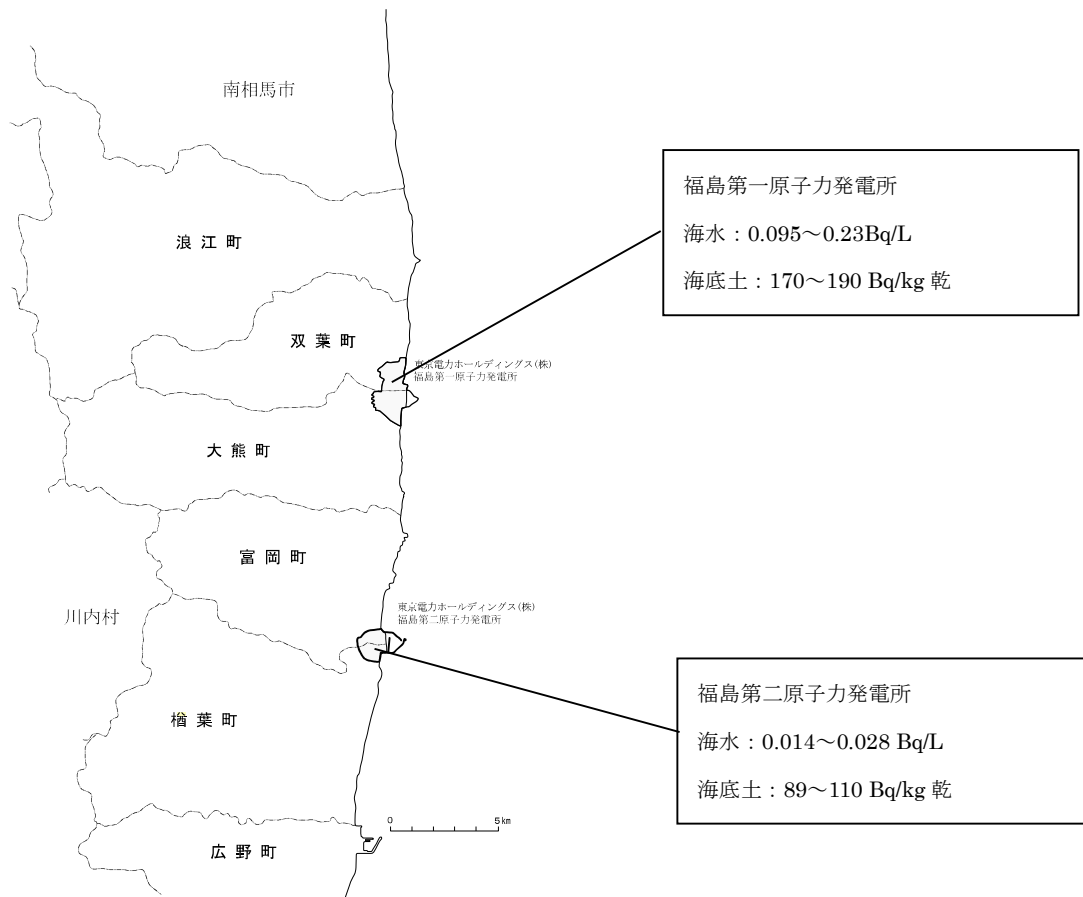 南相馬市
福島第一原子力発電所
海水：0.095～0.23Bq/L
海底土：170～190 Bq/kg 乾
浪江町
双葉町
東京電力ホールディングス(株)
福島第一原子力発電所
大熊町
富岡町
川内村
東京電力ホールディングス(株)
福島第二原子力発電所
福島第二原子力発電所
海水：0.014～0.028 Bq/L
海底土：89～110 Bq/kg 乾
楢葉町
0 5km
広野町